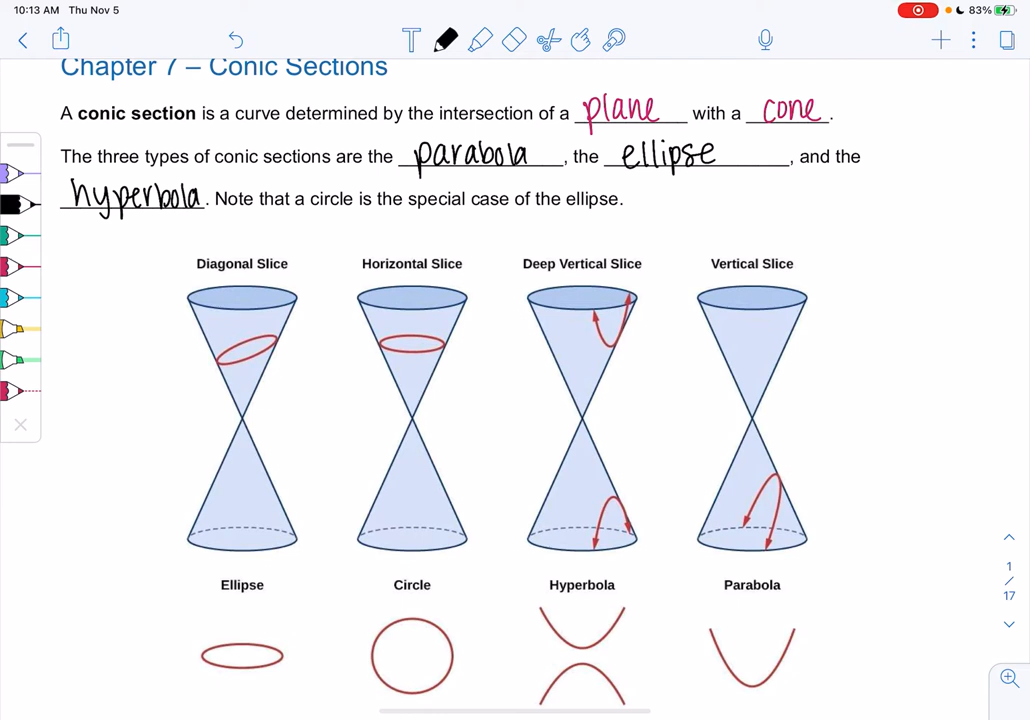 10:13 AM Thu Nov 5
83%
T
Chapter 7 – Conic Sections
A conic section is a curve determined by the intersection of a plane with a cone.
The three types of conic sections are the parabola, the ellipse, and the
hyperbola. Note that a circle is the special case of the ellipse.
Diagonal Slice Horizontal Slice Deep Vertical Slice Vertical Slice
Ellipse Circle Hyperbola Parabola
1
/
17